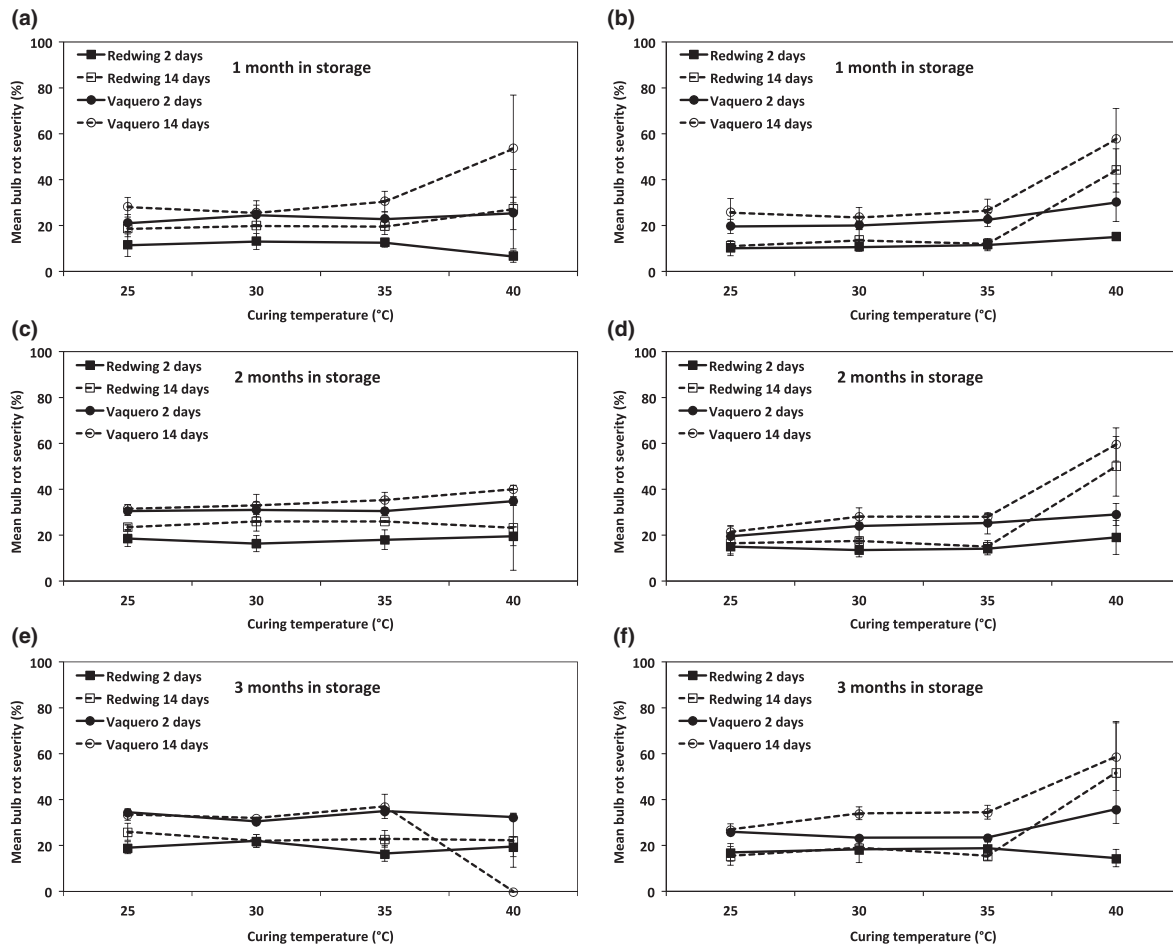 (a)
100
80
60
40
20
0
Mean bulb rot severity (%)
Redwing 2 days
Redwing 14 days
Vaquero 2 days
Vaquero 14 days
1 month in storage
25 30 35 40
Curing temperature (°C)
(b)
100
80
60
40
20
0
Mean bulb rot severity (%)
Redwing 2 days
Redwing 14 days
Vaquero 2 days
Vaquero 14 days
1 month in storage
25 30 35 40
Curing temperature (°C)
(c)
100
80
60
40
20
0
Mean bulb rot severity (%)
Redwing 2 days
Redwing 14 days
Vaquero 2 days
Vaquero 14 days
2 months in storage
25 30 35 40
Curing temperature (°C)
(d)
100
80
60
40
20
0
Mean bulb rot severity (%)
Redwing 2 days
Redwing 14 days
Vaquero 2 days
Vaquero 14 days
2 months in storage
25 30 35 40
Curing temperature (°C)
(e)
100
80
60
40
20
0
Mean bulb rot severity (%)
Redwing 2 days
Redwing 14 days
Vaquero 2 days
Vaquero 14 days
3 months in storage
25 30 35 40
Curing temperature (°C)
(f)
100
80
60
40
20
0
Mean bulb rot severity (%)
Redwing 2 days
Redwing 14 days
Vaquero 2 days
Vaquero 14 days
3 months in storage
25 30 35 40
Curing temperature (°C)